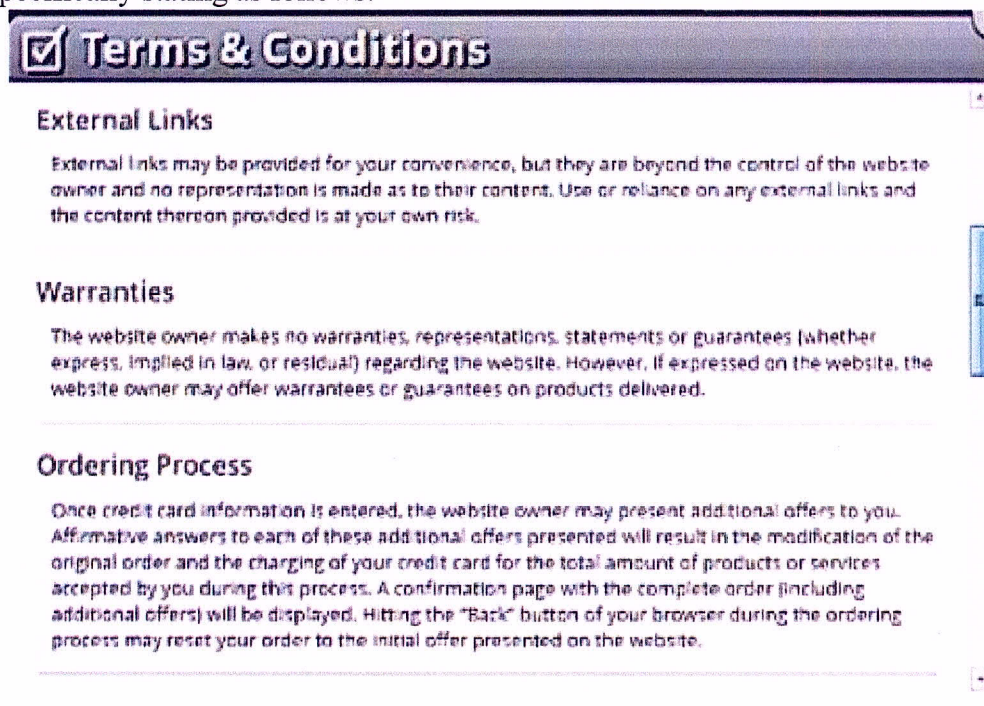 stating as follows:
Terms & Conditions
External Links
External links may be provided for your convenience, but they are beyond the control of the website
owner and no representation is made as to their content. Use or reliance on any external links and
the content thereon provided is at your own risk.
Warranties
The website owner makes no warranties, representations, statements or guarantees (whether
express, implied in law, or residual) regarding the website. However, if expressed on the website, the
website owner may offer warrantees or guarantees on products delivered.
Ordering Process
Once credit card information is entered, the website owner may present additional offers to you.
Affirmative answers to each of these additional offers presented will result in the modification of the
original order and the charging of your credit card for the total amount of products or services
accepted by you during this process. A confirmation page with the complete order (including
additional offers) will be displayed. Hitting the "Back" button of your browser during the ordering
process may reset your order to the initial offer presented on the website.